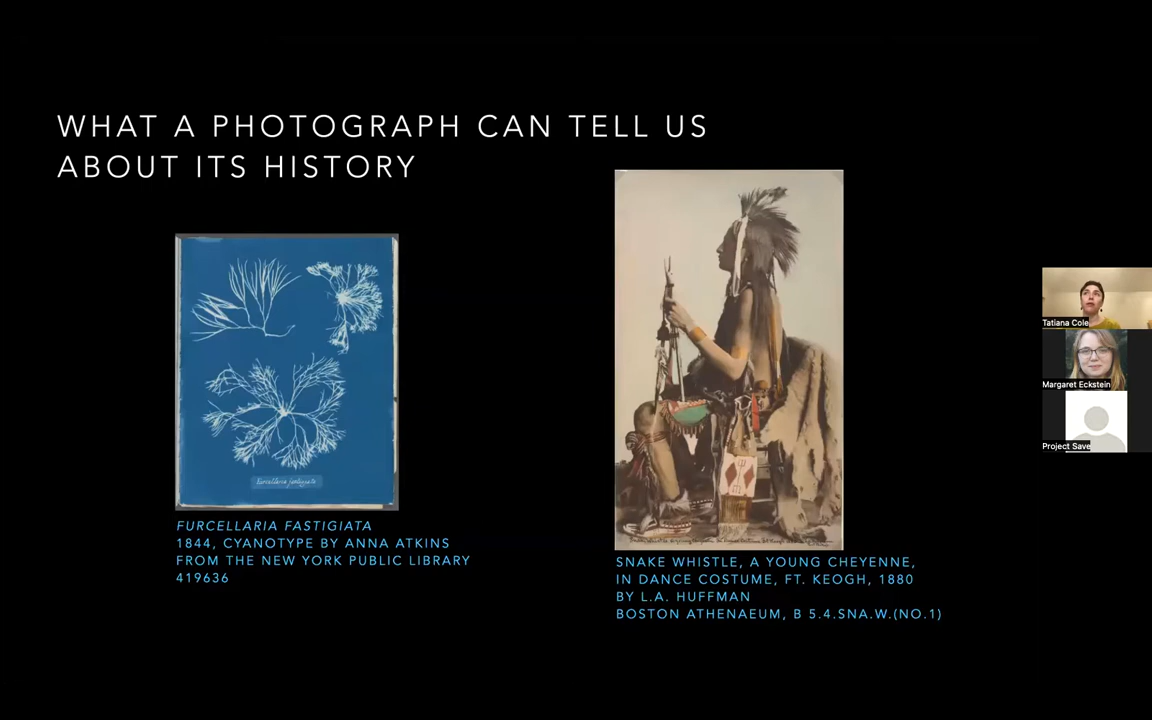 WHAT A PHOTOGRAPH CAN TELL US
ABOUT ITS HISTORY
Furcellaria fastigiata
FURCELLARIA FASTIGIATA
1844, CYANOTYPE BY ANNA ATKINS
FROM THE NEW YORK PUBLIC LIBRARY
419636
SNAKE WHISTLE, A YOUNG CHEYENNE,
IN DANCE COSTUME, FT. KEOGH, 1880
BY L.A. HUFFMAN
BOSTON ATHENAEUM, B 5.4.SNA.W.(NO.1)
Tatiana Cole
Margaret Eckstein
Project Save